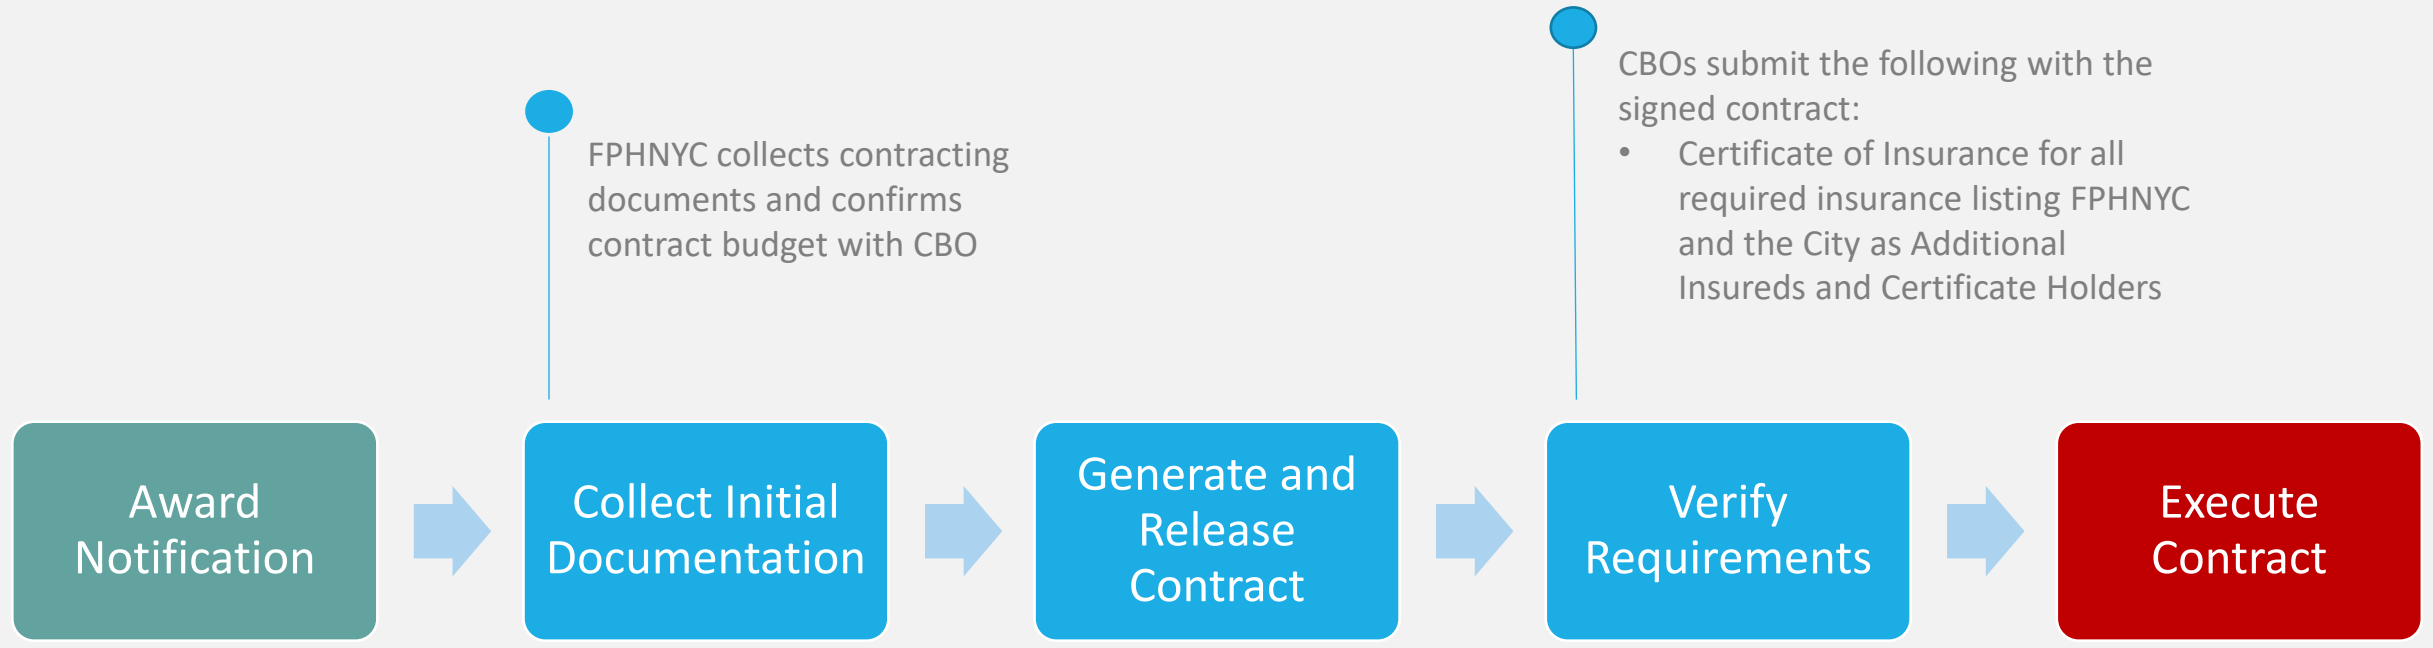 FPHNYC collects contracting
documents and confirms
contract budget with CBO
CBOs submit the following with the
signed contract:
• Certificate of Insurance for all
required insurance listing FPHNYC
and the City as Additional
Insureds and Certificate Holders
Award
Notification
Collect Initial
Documentation
Generate and
Release
Contract
Verify
Requirements
Execute
Contract